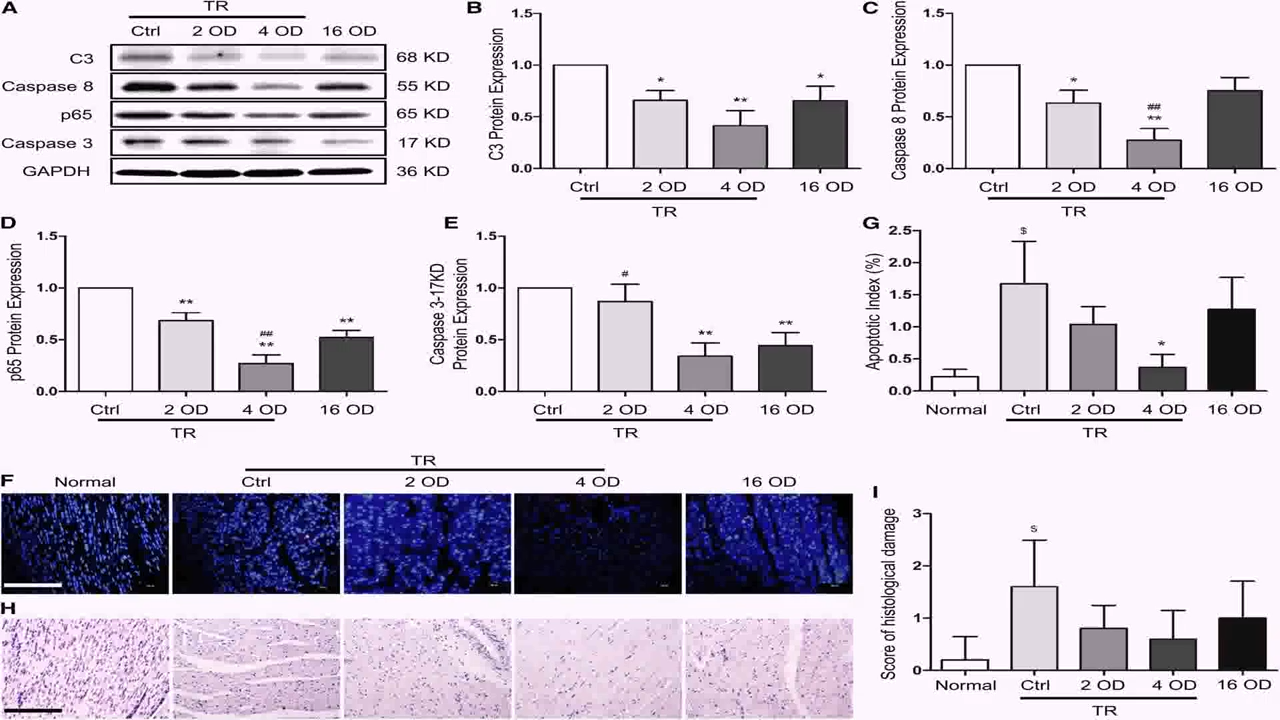 A
TR
Ctrl 2 OD 4 OD 16 OD
C3 68 KD
Caspase 8 55 KD
p65 65 KD
Caspase 3 17 KD
GAPDH 36 KD
B
C3 Protein Expression
1.5
1.0
0.5
0.0
*
**
*
Ctrl 2 OD 4 OD 16 OD
TR
C
Caspase 8 Protein Expression
1.5
1.0
0.5
0.0
*
##
**
Ctrl 2 OD 4 OD 16 OD
TR
D
p65 Protein Expression
1.5
1.0
0.5
0.0
**
##
**
**
Ctrl 2 OD 4 OD 16 OD
TR
E
Caspase 3-17KD
Protein Expression
1.5
1.0
0.5
0.0
#
**
**
Ctrl 2 OD 4 OD 16 OD
TR
G
Apoptotic Index (%)
2.5
2.0
1.5
1.0
0.5
0.0
$
*
Normal Ctrl 2 OD 4 OD 16 OD
TR
F
TR
Normal Ctrl 2 OD 4 OD 16 OD
H
I
Score of histological damage
3
2
1
0
$
Normal Ctrl 2 OD 4 OD 16 OD
TR